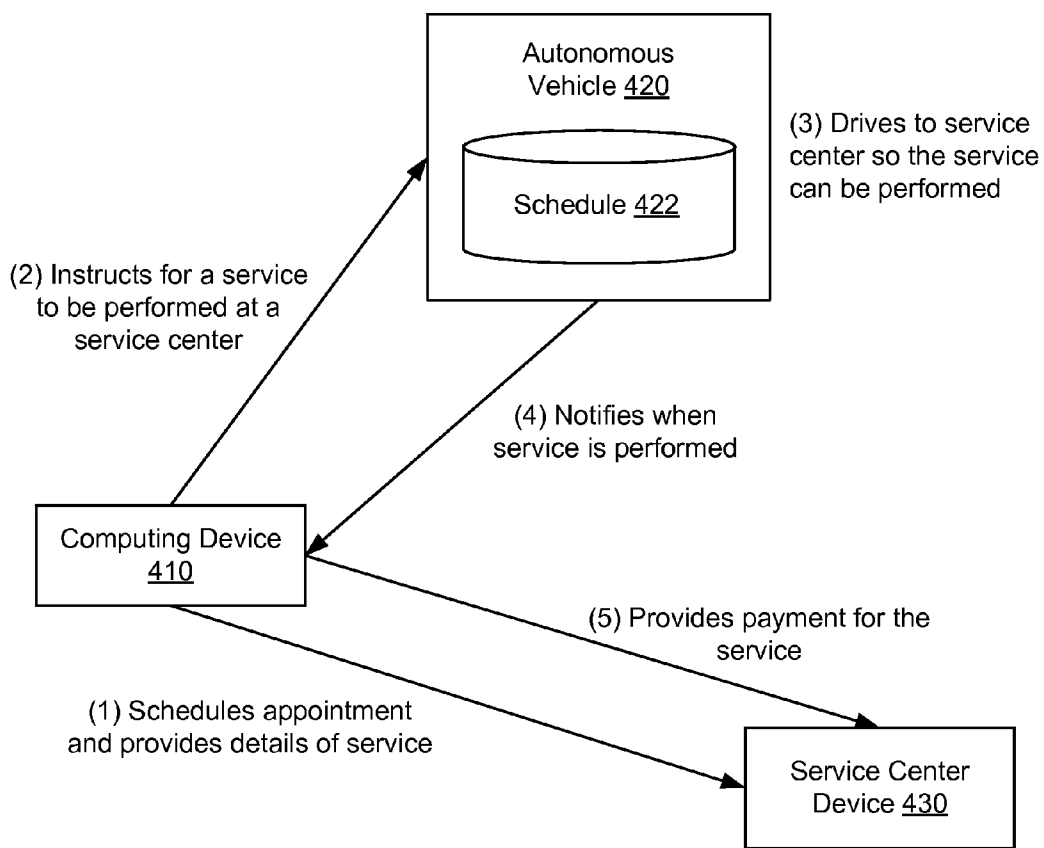 Autonomous
Vehicle 420
Schedule 422
(3) Drives to service
center so the service
can be performed
(2) Instructs for a service
to be performed at a
service center
(4) Notifies when
service is performed
Computing Device
410
(5) Provides payment for the
service
(1) Schedules appointment
and provides details of service
Service Center
Device 430